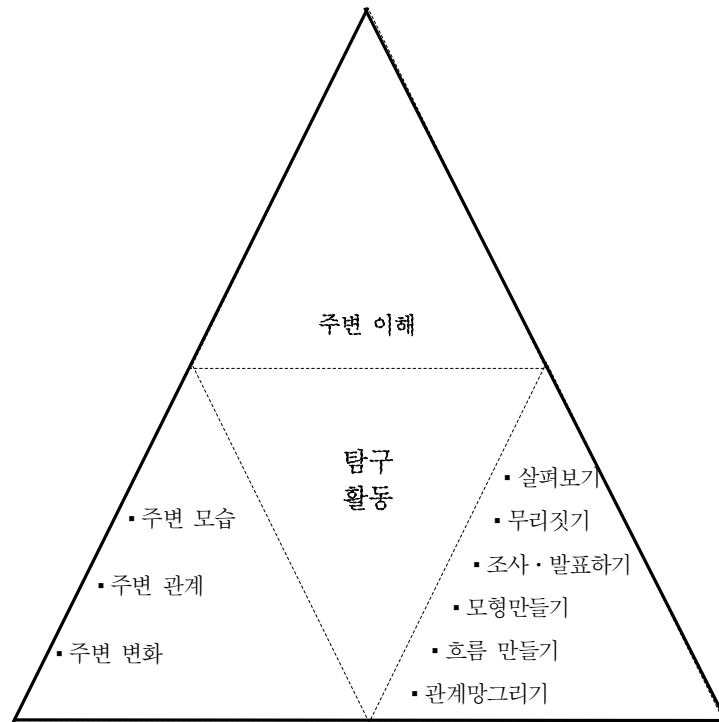 주변 이해
탐구
활동
▪ 주변 모습
▪ 주변 관계
▪ 주변 변화
▪ 살펴보기
▪ 무리짓기
▪ 조사·발표하기
▪ 모형만들기
▪ 흐름 만들기
▪ 관계망그리기